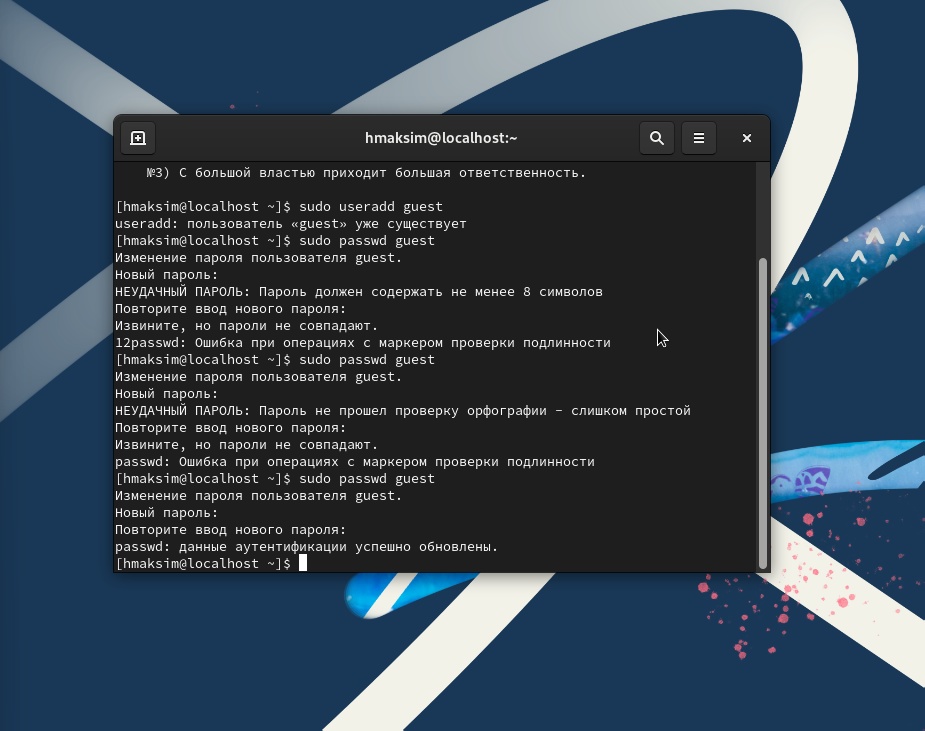 hmaksim@localhost:~
№3) С большой властью приходит большая ответственность.
[hmaksim@localhost ~]$ sudo useradd guest
useradd: пользователь «guest» уже существует
[hmaksim@localhost ~]$ sudo passwd guest
Изменение пароля пользователя guest.
Новый пароль:
НЕУДАЧНЫЙ ПАРОЛЬ: Пароль должен содержать не менее 8 символов
Повторите ввод нового пароля:
Извините, но пароли не совпадают.
12passwd: Ошибка при операциях с маркером проверки подлинности
[hmaksim@localhost ~]$ sudo passwd guest
Изменение пароля пользователя guest.
Новый пароль:
НЕУДАЧНЫЙ ПАРОЛЬ: Пароль не прошел проверку орфографии - слишком простой
Повторите ввод нового пароля:
Извините, но пароли не совпадают.
passwd: Ошибка при операциях с маркером проверки подлинности
[hmaksim@localhost ~]$ sudo passwd guest
Изменение пароля пользователя guest.
Новый пароль:
Повторите ввод нового пароля:
passwd: данные аутентификации успешно обновлены.
[hmaksim@localhost ~]$